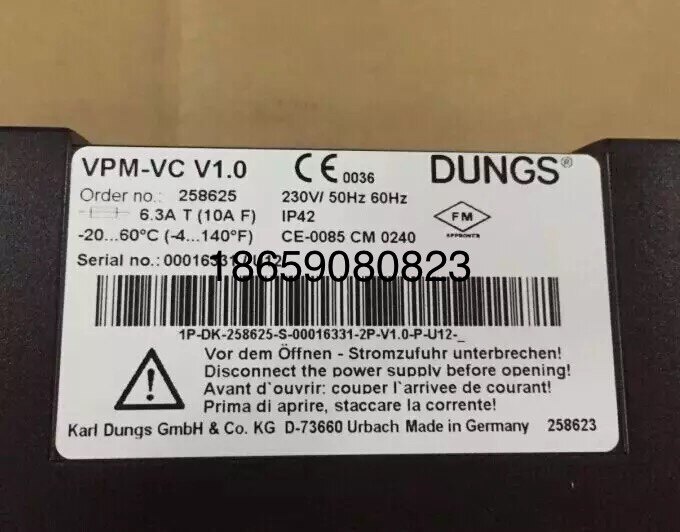 VPM-VC V1.0 CE 0036 DUNGS®
Order no.: 258625 230V/ 50Hz 60Hz
6.3A T (10A F) IP42 FM
-20...60°C (-4...140°F) CE-0085 CM 0240 APPROVED
Serial no.: 00016331 U12
18659080823
1P-DK-258625-S-00016331-2P-V1.0-P-U12-_
Vor dem Öffnen - Stromzufuhr unterbrechen!
Disconnect the power supply before opening!
Avant d'ouvrir: couper l'arrivee de courant!
Prima di aprire, staccare la corrente!
Karl Dungs GmbH & Co. KG D-73660 Urbach Made in Germany 258623